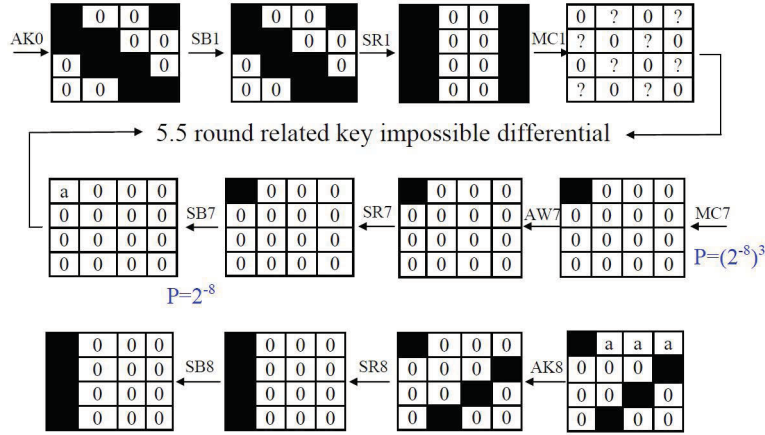 0 0 0 0 0 0 0 ? 0 ?
AK0 SB1 SR1 MC1
0 0 0 0 0 0 ? 0 ? 0
0 0 0 0 0 0 0 ? 0 ?
0 0 0 0 0 0 ? 0 ? 0
5.5 round related key impossible differential
a 0 0 0 0 0 0 0 0 0 0 0 0
SB7 SR7 AW7 MC7
0 0 0 0 0 0 0 0 0 0 0 0 0 0 0 0
0 0 0 0 0 0 0 0 0 0 0 0 0 0 0 0
0 0 0 0 0 0 0 0 0 0 0 0 0 0 0 0
P=(2⁻⁸)³
P=2⁻⁸
0 0 0 0 0 0 0 0 0 a a a
SB8 SR8 AK8
0 0 0 0 0 0 0 0 0 0 0 0
0 0 0 0 0 0 0 0 0 0 0 0
0 0 0 0 0 0 0 0 0 0 0 0